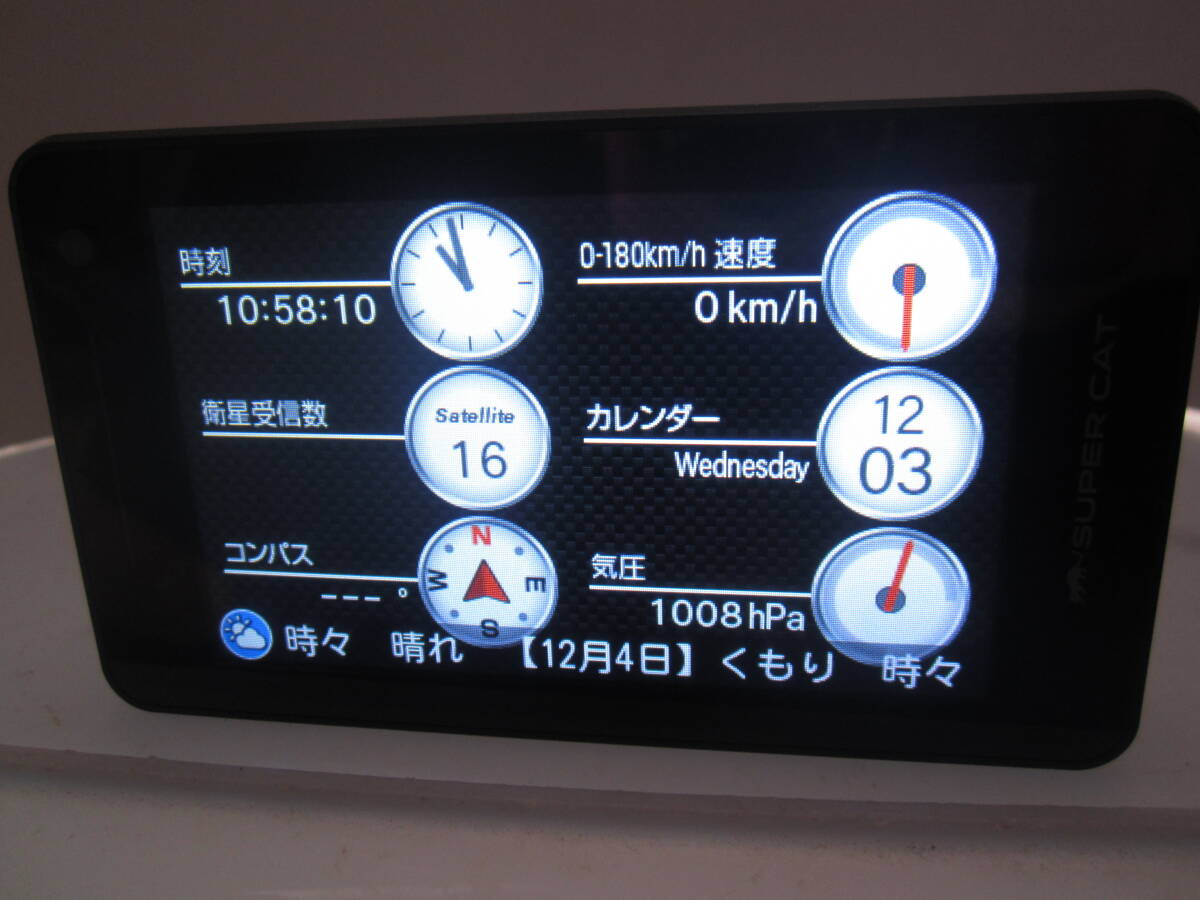 時刻
10:58:10
0-180km/h 速度
0 km/h
衛星受信数
Satellite
16
カレンダー
Wednesday
12
03
コンパス
--- °
N
W
E
S
気圧
1008 hPa
時々 晴れ 【12月4日】くもり 時々
SUPER CAT